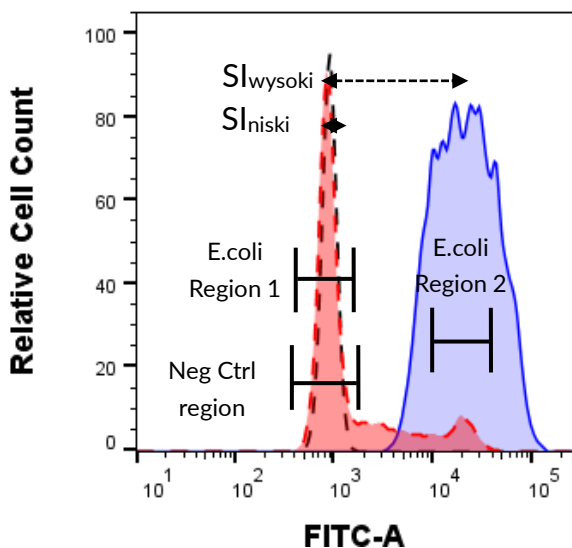 Relative Cell Count
100
80
60
40
20
0
SIwysoki
SIniski
E.coli
Region 1
E.coli
Region 2
Neg Ctrl
region
10^1
10^2
10^3
10^4
10^5
FITC-A